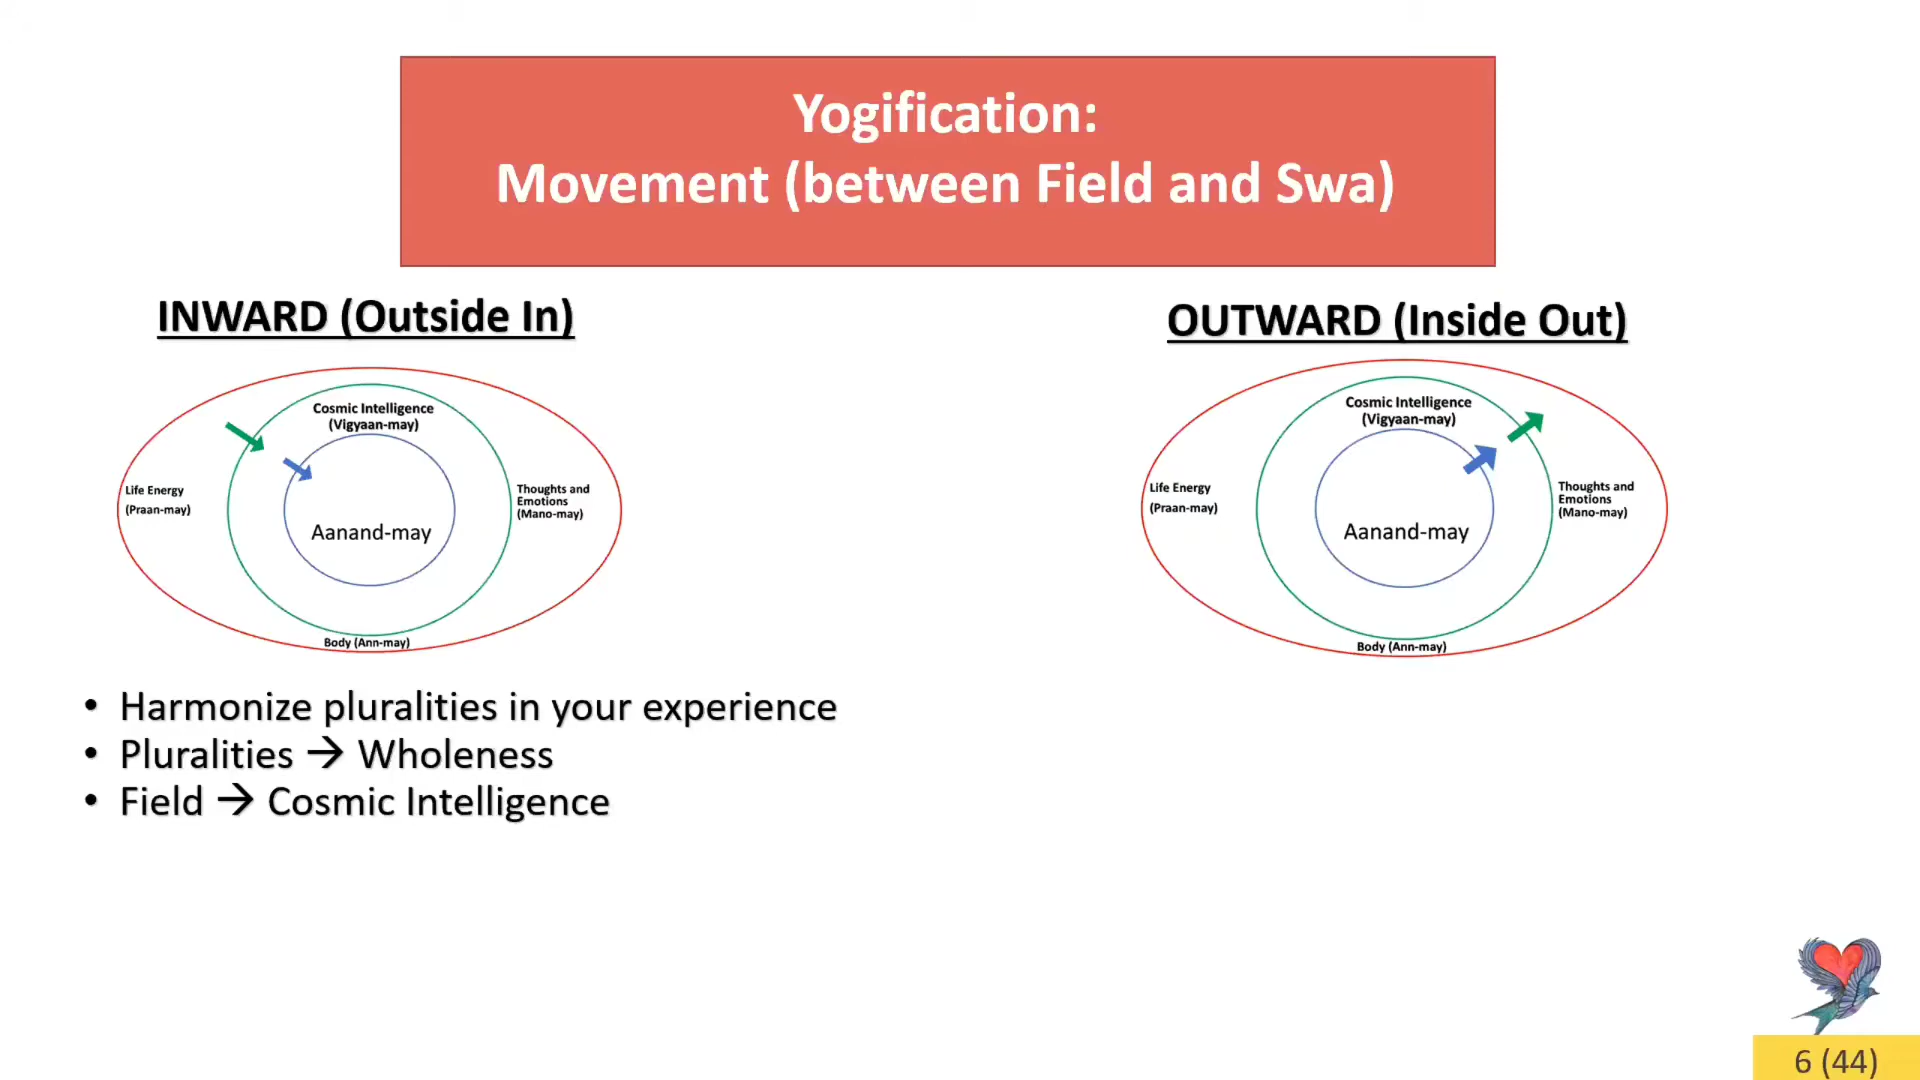 Yogification:
Movement (between Field and Swa)
INWARD (Outside In)
Cosmic Intelligence
(Vigyaan-may)
Life Energy
(Praan-may)
Thoughts and
Emotions
(Mano-may)
Aanand-may
Body (Ann-may)
• Harmonize pluralities in your experience
• Pluralities → Wholeness
• Field → Cosmic Intelligence
OUTWARD (Inside Out)
Cosmic Intelligence
(Vigyaan-may)
Life Energy
(Praan-may)
Thoughts and
Emotions
(Mano-may)
Aanand-may
Body (Ann-may)
6 (44)